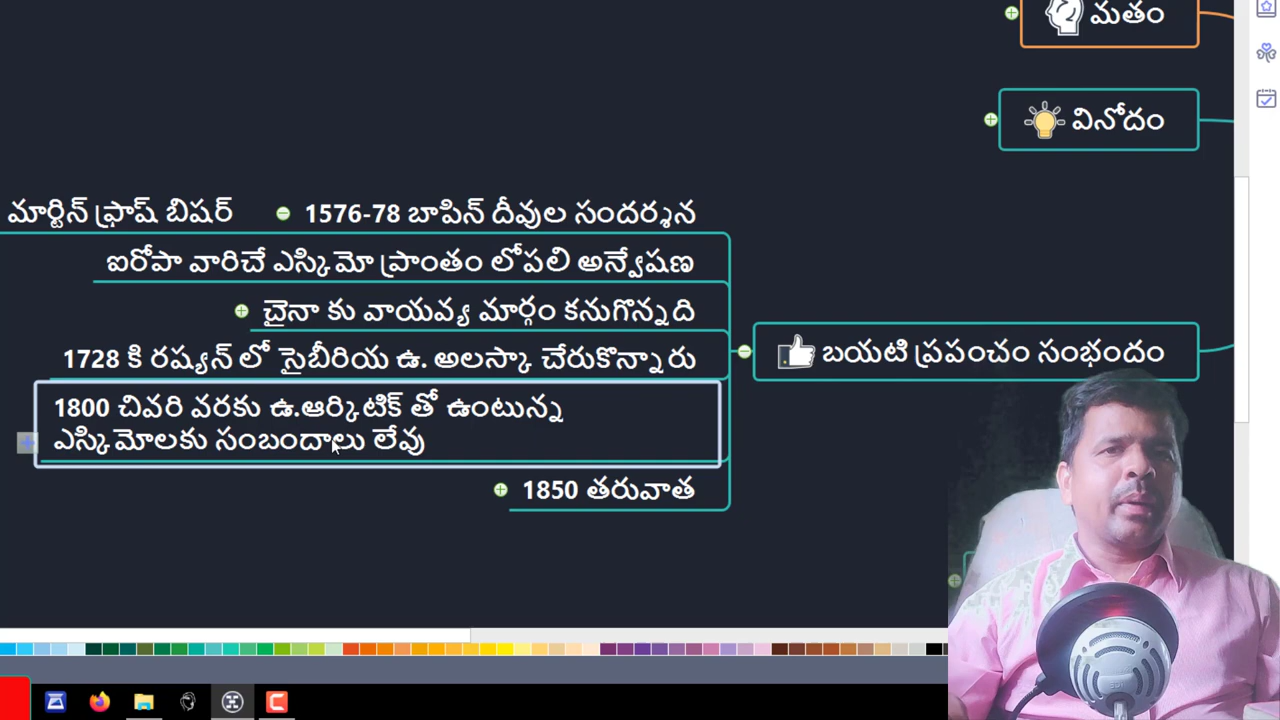 మతం
వినోదం
మార్టిన్ ఫ్రాష్ బిషర్
1576-78 బాపిన్ దీవుల సందర్శన
ఐరోపా వారిచే ఎస్కిమో ప్రాంతం లోపలి అన్వేషణ
చైనా కు వాయవ్య మార్గం కనుగొన్నది
1728 కి రష్యన్ లో సైబీరియ ఉ. అలస్కా చేరుకొన్నారు
బయటి ప్రపంచం సంభందం
1800 చివరి వరకు ఉ.ఆర్కిటిక్ తో ఉంటున్న
ఎస్కిమోలకు సంబందాలు లేవు
1850 తరువాత